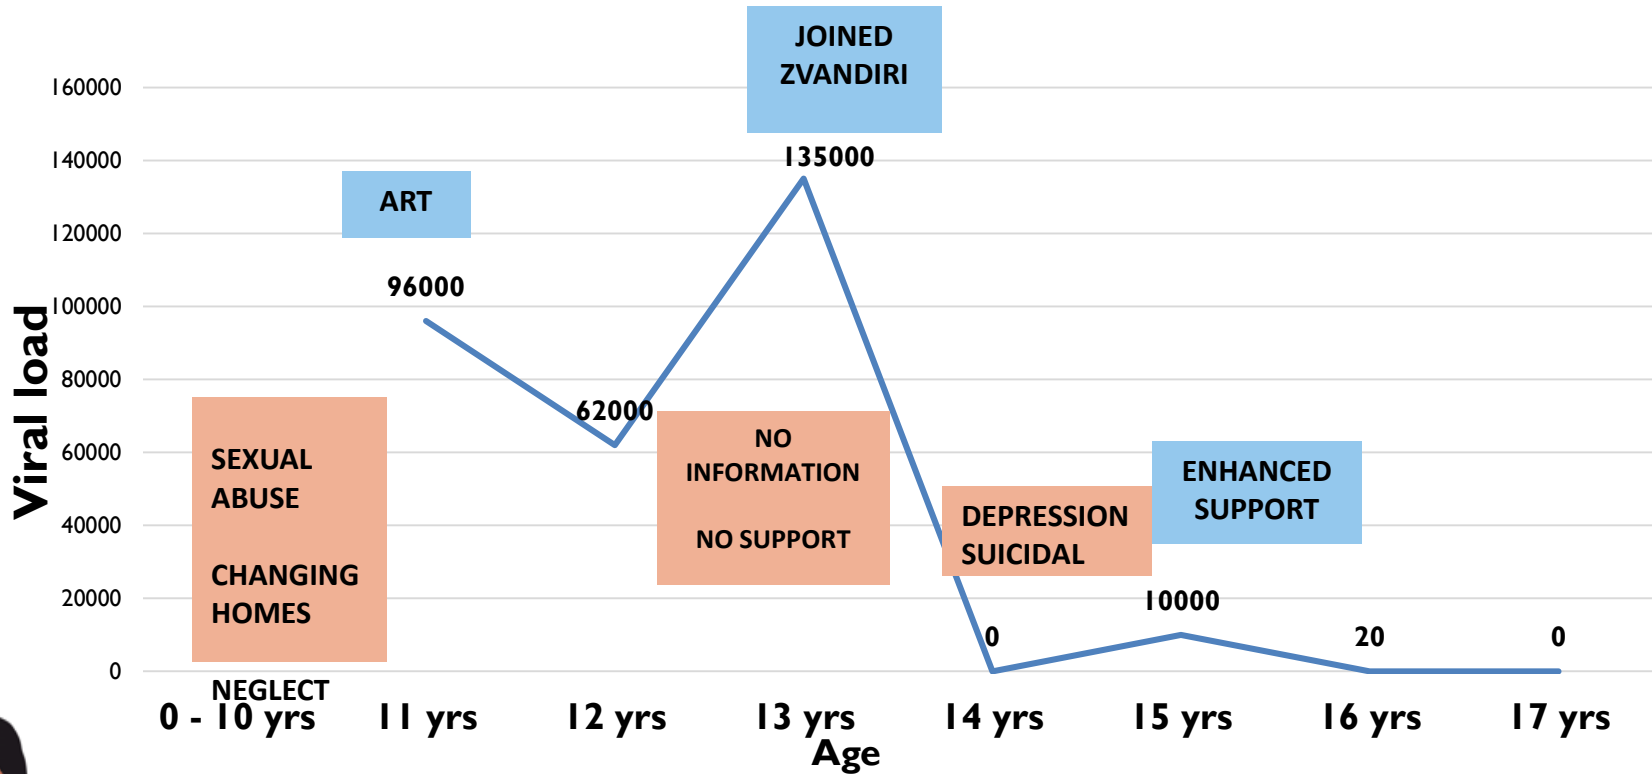 JOINED
ZVANDIRI
160000
140000
120000
100000
80000
60000
40000
20000
0
Viral load
ART
135000
96000
62000
0
10000
20
0
SEXUAL
ABUSE
CHANGING
HOMES
NEGLECT
NO
INFORMATION
NO SUPPORT
DEPRESSION
SUICIDAL
ENHANCED
SUPPORT
0 - 10 yrs
11 yrs
12 yrs
13 yrs
14 yrs
15 yrs
16 yrs
17 yrs
Age